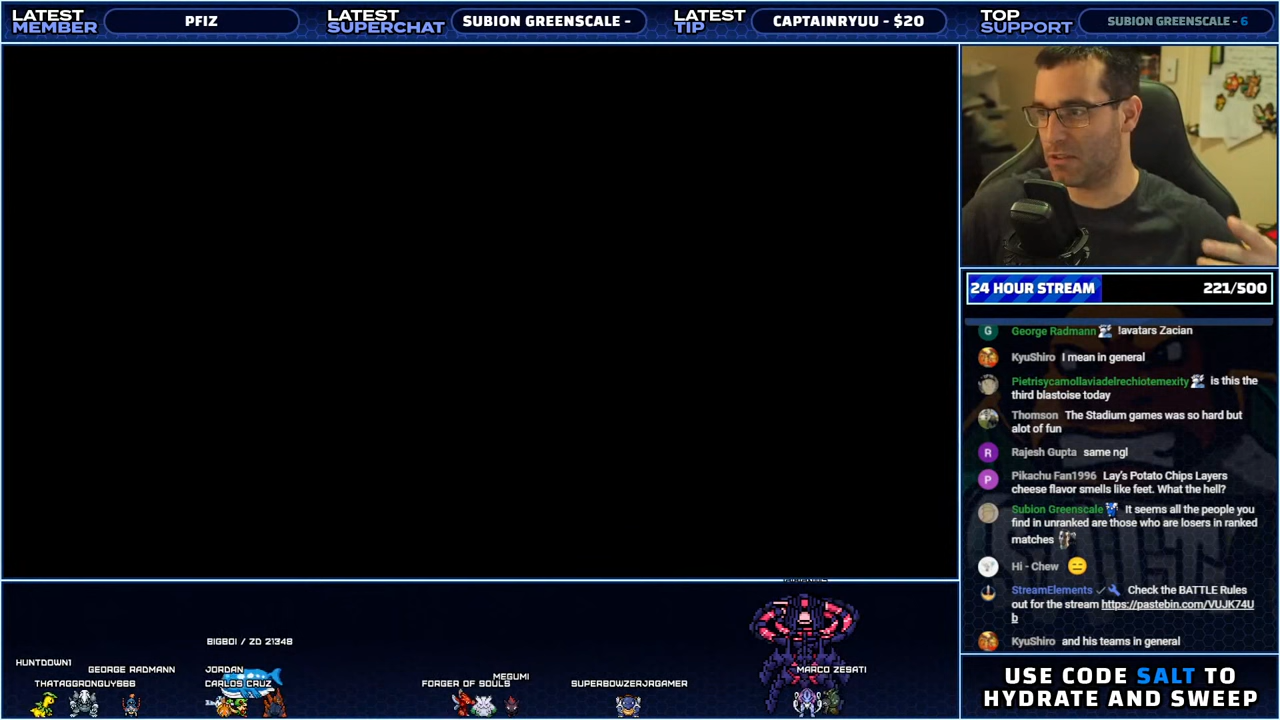 LATEST
MEMBER
PFIZ
LATEST
SUPERCHAT
SUBION GREENSCALE -
LATEST
TIP
CAPTAINRYUU - $20
TOP
SUPPORT
SUBION GREENSCALE - 6
24 HOUR STREAM
221/500
George Radmann !avatars Zacian
KyuShiro I mean in general
Pietrisycamollaviadelrechiotemexity is this the
third blastoise today
Thomson The Stadium games was so hard but
alot of fun
Rajesh Gupta same ngl
Pikachu Fan1996 Lay's Potato Chips Layers
cheese flavor smells like feet. What the hell?
Subion Greenscale It seems all the people you
find in unranked are those who are losers in ranked
matches
Hi - Chew
StreamElements Check the BATTLE Rules
out for the stream https://pastebin.com/VUJK74U
b
KyuShiro and his teams in general
BIGBOI / ZD 21348
HUNTDOWN1
GEORGE RADMANN
JORDAN
THATAGGRONGUY666
CARLOS CRUZ
MEGUMI
FORGER OF SOULS
SUPERBOWZERJRGAMER
MARCO ZESATI
USE CODE SALT TO
HYDRATE AND SWEEP